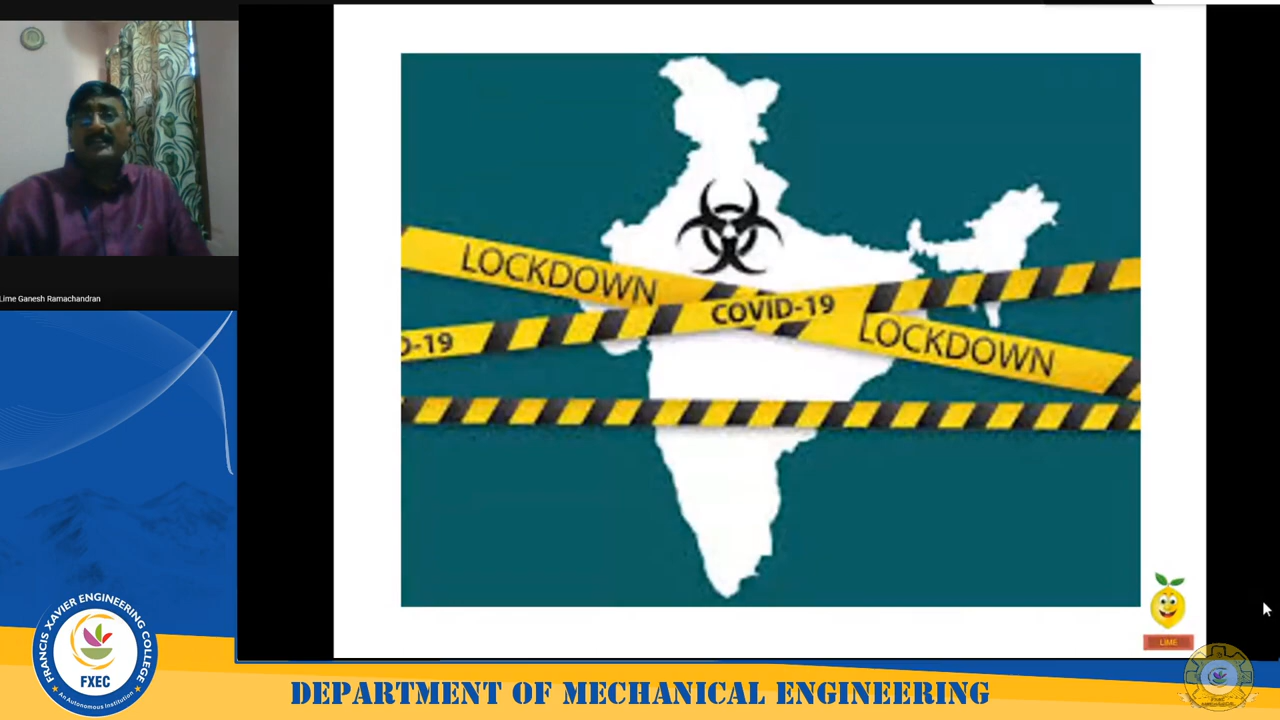 Lime Ganesh Ramachandran
LOCKDOWN
COVID-19
D-19
LOCKDOWN
LIME
FRANCIS XAVIER ENGINEERING COLLEGE
FXEC
An Autonomous Institution
DEPARTMENT OF MECHANICAL ENGINEERING